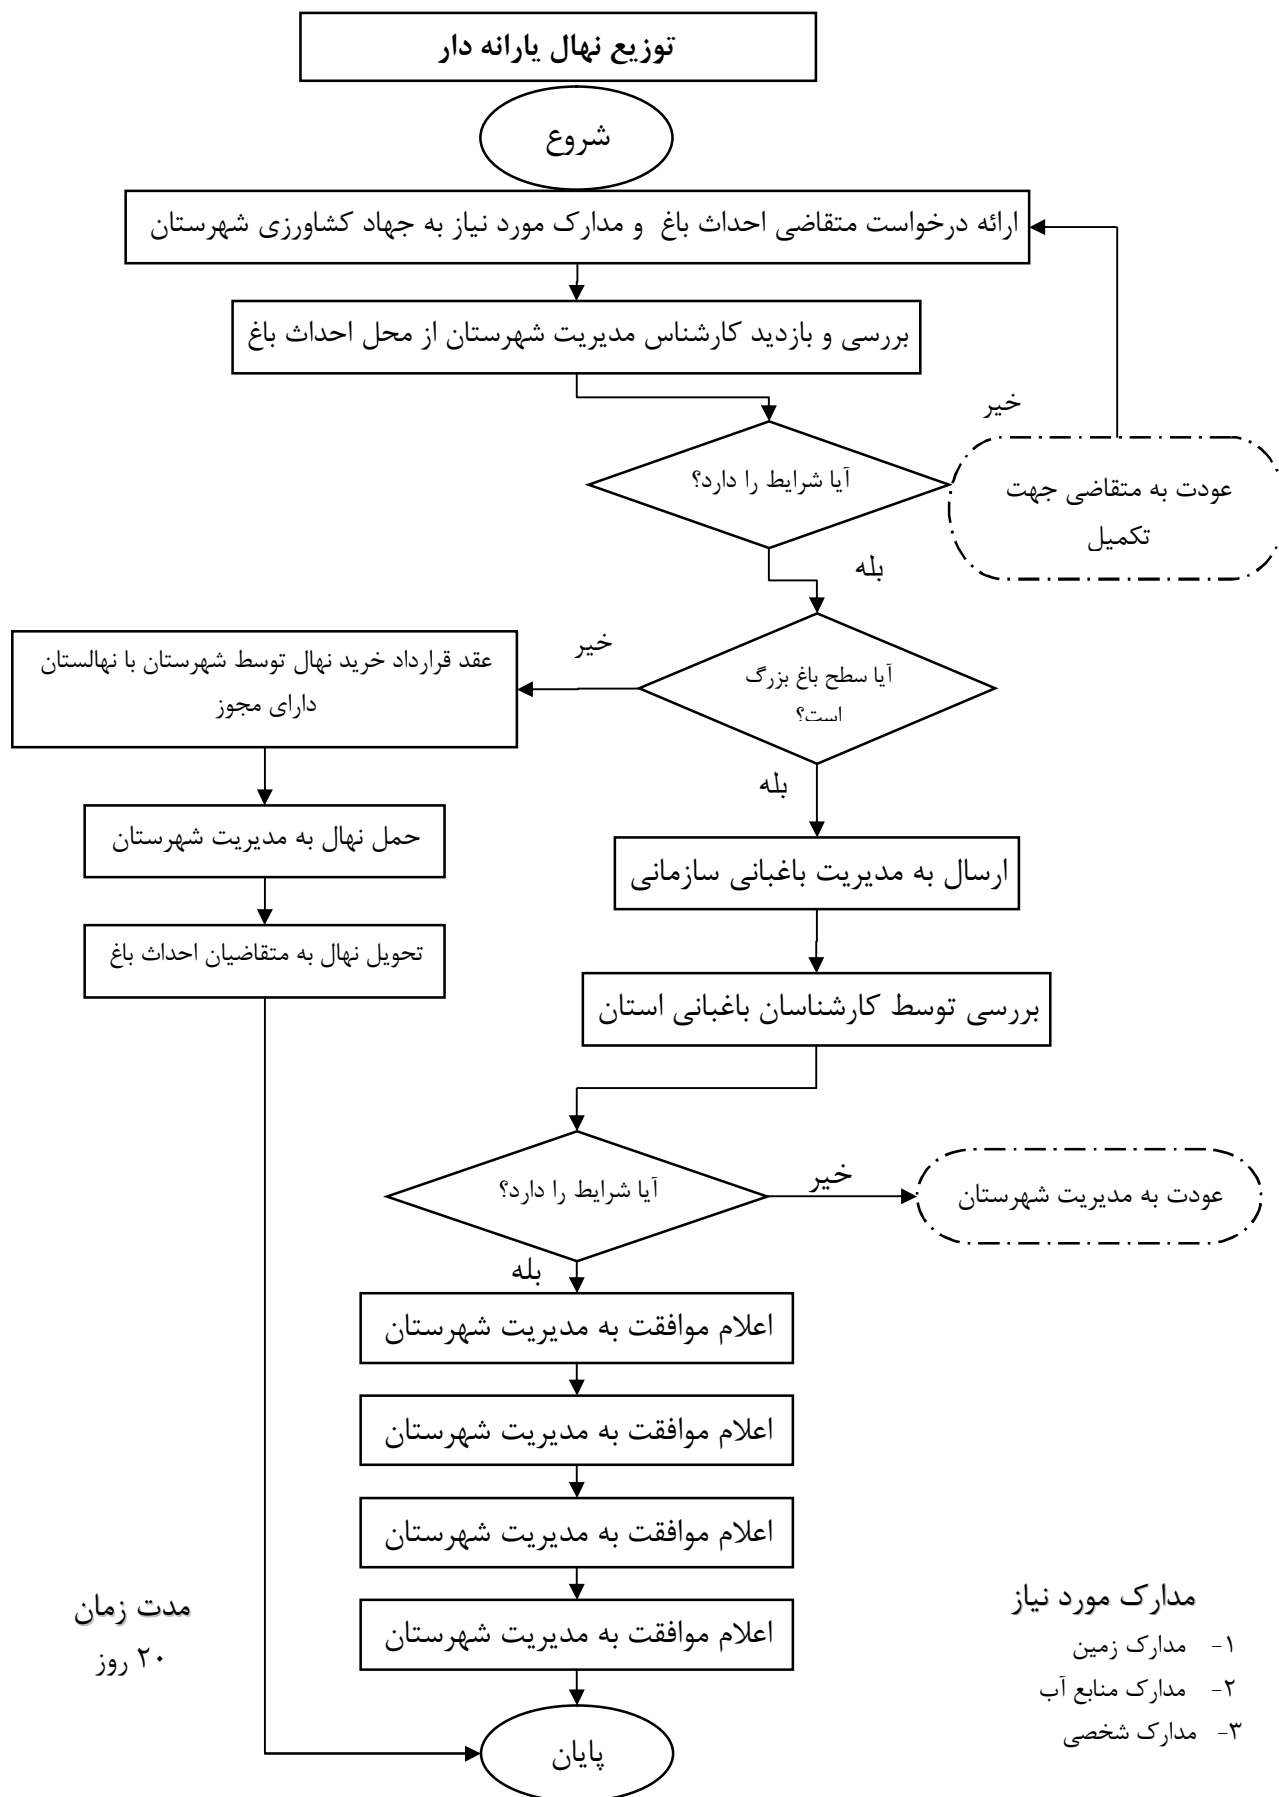 توزیع نهال یارانه دار
شروع
ارائه درخواست متقاضی احداث باغ و مدارک مورد نیاز به جهاد کشاورزی شهرستان
بررسی و بازدید کارشناس مدیریت شهرستان از محل احداث باغ
خیر
آیا شرایط را دارد؟
عودت به متقاضی جهت
تکمیل
بله
خیر
عقد قرارداد خرید نهال توسط شهرستان با نهالستان
دارای مجوز
آیا سطح باغ بزرگ
است؟
بله
حمل نهال به مدیریت شهرستان
ارسال به مدیریت باغبانی سازمانی
تحویل نهال به متقاضیان احداث باغ
بررسی توسط کارشناسان باغبانی استان
آیا شرایط را دارد؟
خیر
عودت به مدیریت شهرستان
بله
اعلام موافقت به مدیریت شهرستان
اعلام موافقت به مدیریت شهرستان
اعلام موافقت به مدیریت شهرستان
اعلام موافقت به مدیریت شهرستان
مدارک مورد نیاز
۱- مدارک زمین
۲- مدارک منابع آب
۳- مدارک شخصی
مدت زمان
۲۰ روز
پایان